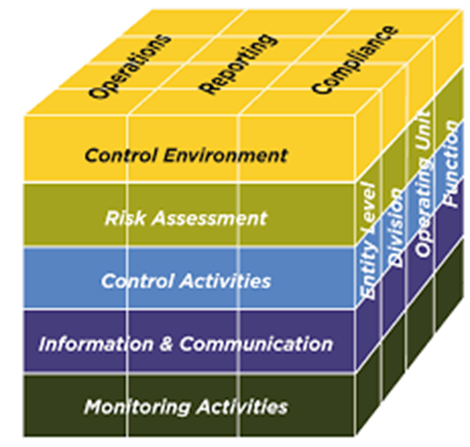 Operations
Reporting
Compliance
Control Environment
Risk Assessment
Control Activities
Information & Communication
Monitoring Activities
Entity Level
Division
Operating Unit
Function